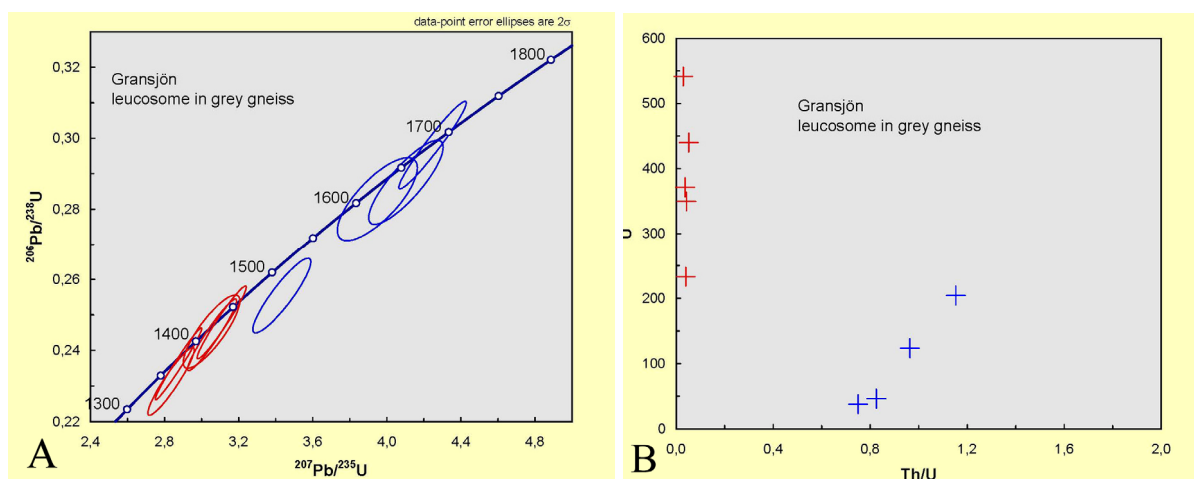 data-point error ellipses are 2σ
Gransjön
leucosome in grey gneiss
0,32
0,30
0,28
0,26
0,24
0,22
²⁰⁶Pb/²³⁸U
1800
1700
1600
1500
1400
1300
2,4 2,8 3,2 3,6 4,0 4,4 4,8
²⁰⁷Pb/²³⁵U
A
Gransjön
leucosome in grey gneiss
600
500
400
300
200
100
0
U
0,0 0,4 0,8 1,2 1,6 2,0
Th/U
B